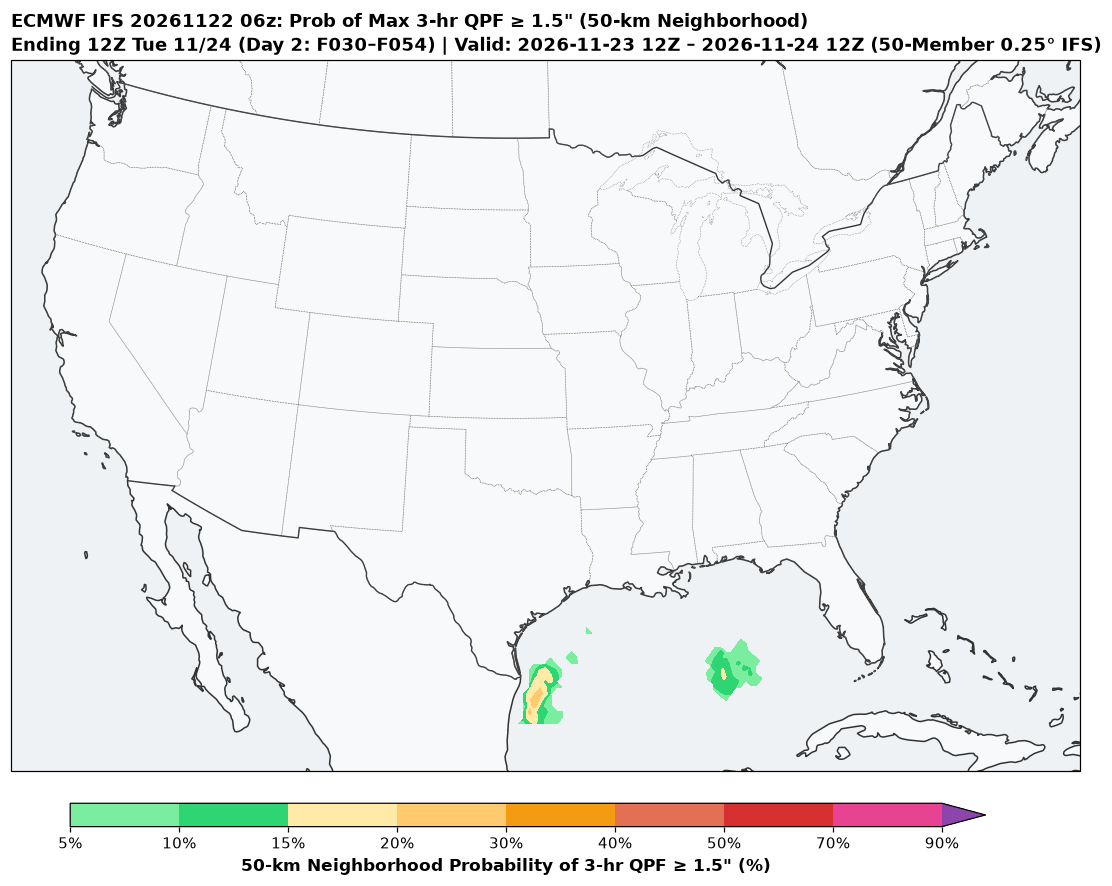 ECMWF IFS 20261122 06z: Prob of Max 3-hr QPF ≥ 1.5" (50-km Neighborhood)
Ending 12Z Tue 11/24 (Day 2: F030–F054) | Valid: 2026-11-23 12Z – 2026-11-24 12Z (50-Member 0.25° IFS)
5% 10% 15% 20% 30% 40% 50% 70% 90%
50-km Neighborhood Probability of 3-hr QPF ≥ 1.5" (%)